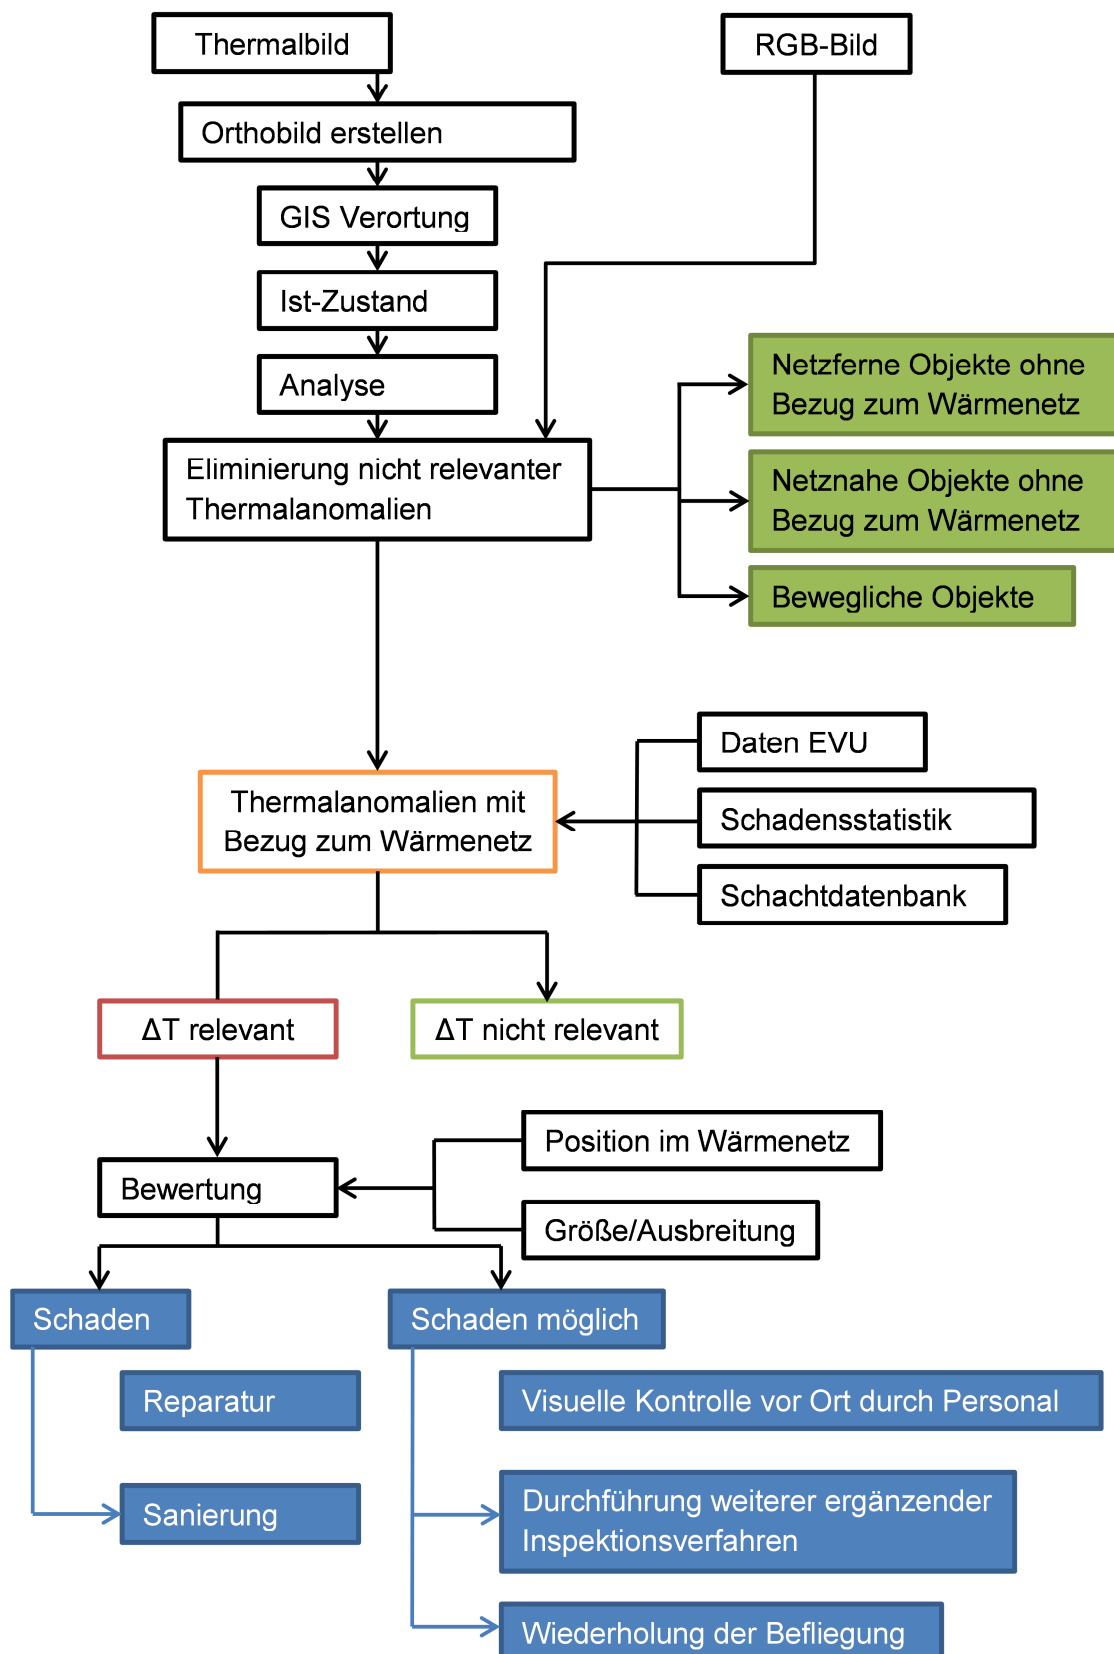 Thermalbild
RGB-Bild
Orthobild erstellen
GIS Verortung
Ist-Zustand
Analyse
Netzferne Objekte ohne
Bezug zum Wärmenetz
Eliminierung nicht relevanter
Thermalanomalien
Netznahe Objekte ohne
Bezug zum Wärmenetz
Bewegliche Objekte
Daten EVU
Thermalanomalien mit
Bezug zum Wärmenetz
Schadensstatistik
Schachtdatenbank
ΔT relevant
ΔT nicht relevant
Position im Wärmenetz
Bewertung
Größe/Ausbreitung
Schaden
Schaden möglich
Reparatur
Visuelle Kontrolle vor Ort durch Personal
Sanierung
Durchführung weiterer ergänzender
Inspektionsverfahren
Wiederholung der Befliegung